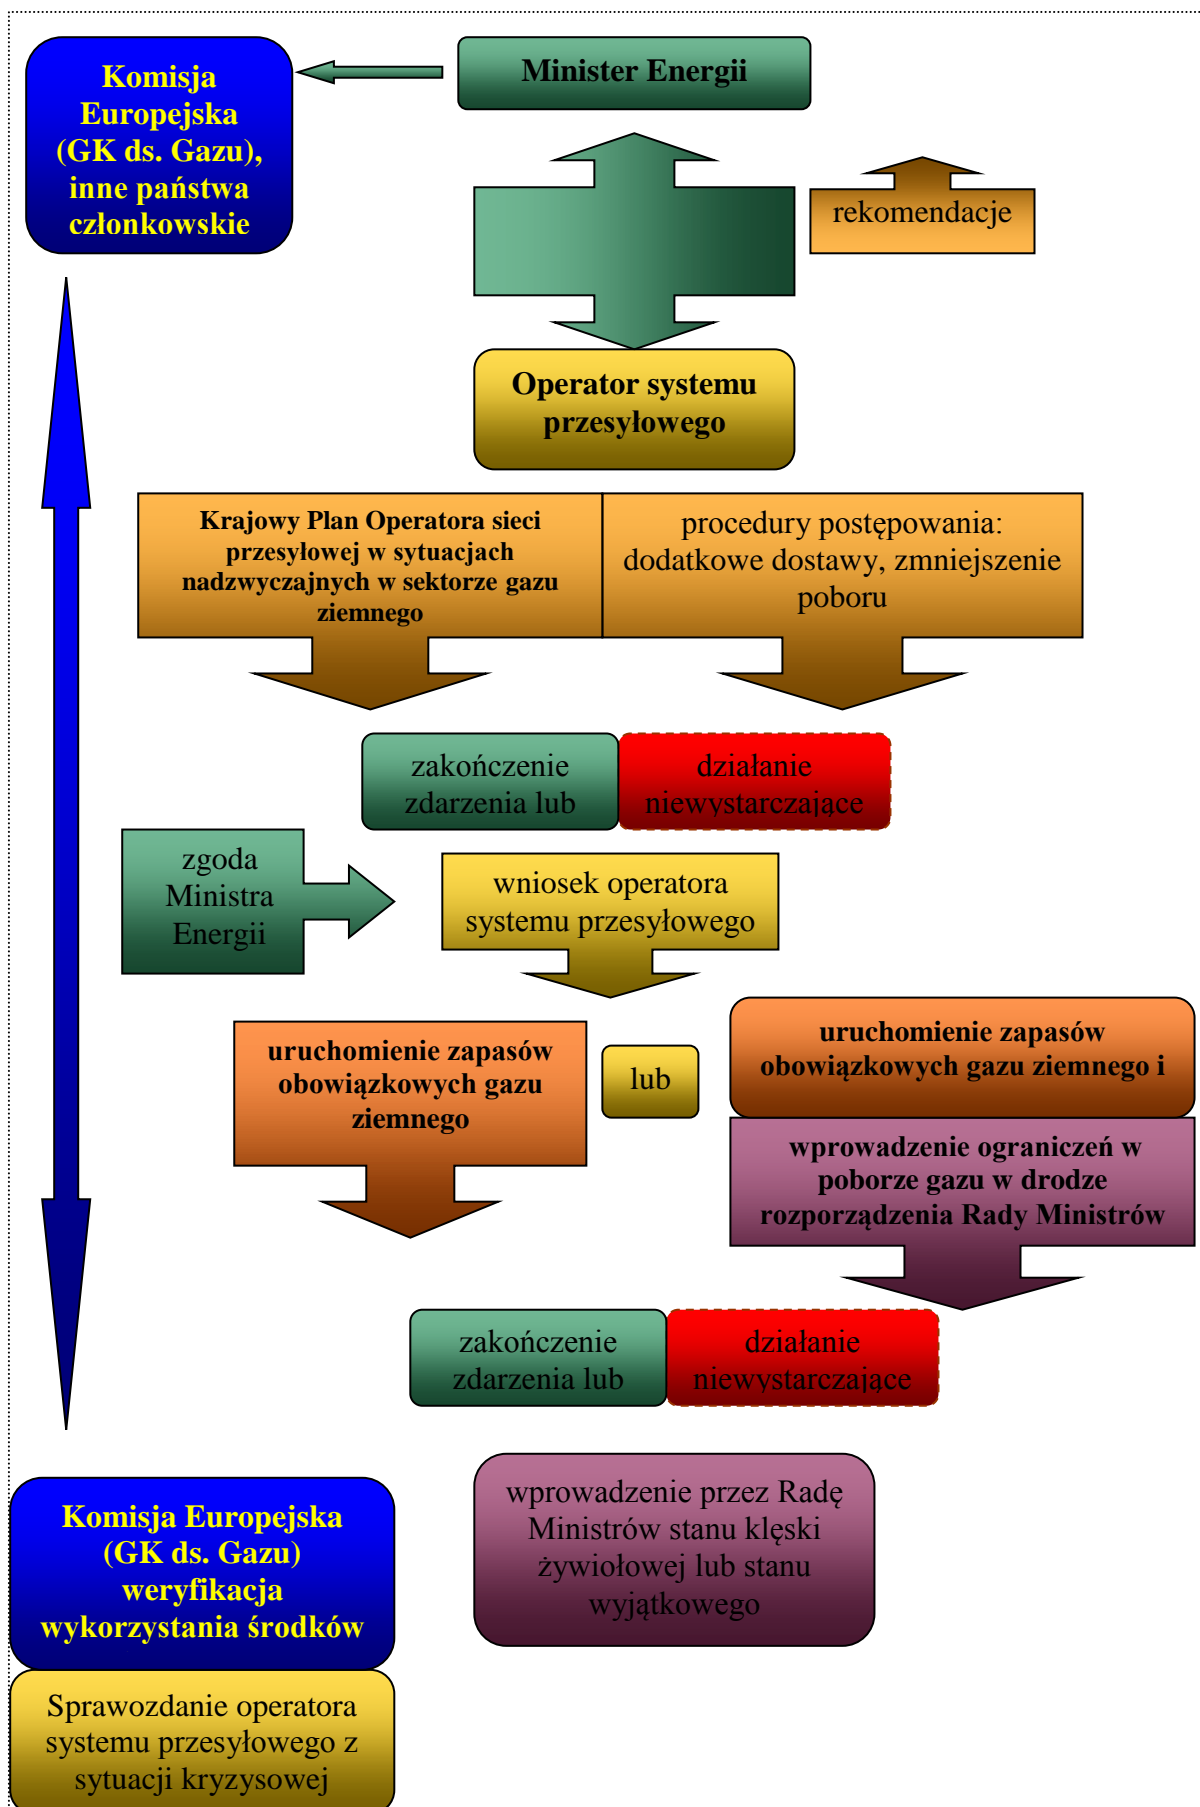 Komisja
Europejska
(GK ds. Gazu),
inne państwa
członkowskie
Minister Energii
rekomendacje
Operator systemu
przesyłowego
Krajowy Plan Operatora sieci
przesyłowej w sytuacjach
nadzwyczajnych w sektorze gazu
ziemnego
procedury postępowania:
dodatkowe dostawy, zmniejszenie
poboru
zakończenie
zdarzenia lub
działanie
niewystarczające
zgoda
Ministra
Energii
wniosek operatora
systemu przesyłowego
uruchomienie zapasów
obowiązkowych gazu
ziemnego
lub
uruchomienie zapasów
obowiązkowych gazu ziemnego i
wprowadzenie ograniczeń w
poborze gazu w drodze
rozporządzenia Rady Ministrów
zakończenie
zdarzenia lub
działanie
niewystarczające
wprowadzenie przez Radę
Ministrów stanu klęski
żywiołowej lub stanu
wyjątkowego
Komisja Europejska
(GK ds. Gazu)
weryfikacja
wykorzystania środków
Sprawozdanie operatora
systemu przesyłowego z
sytuacji kryzysowej